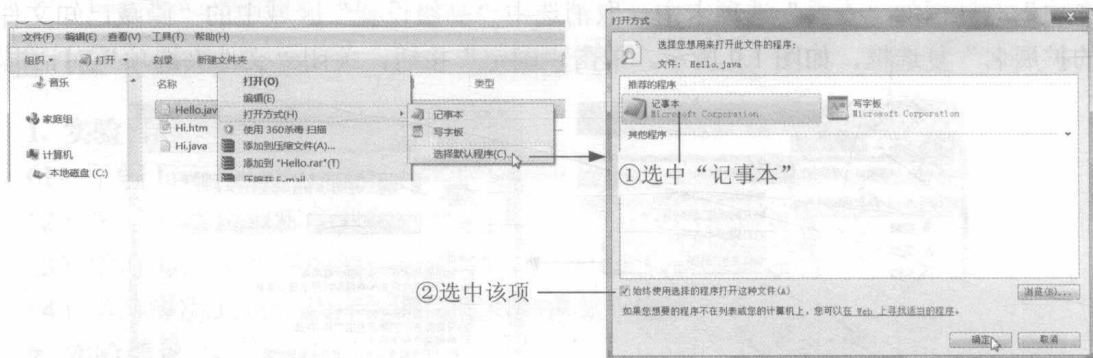 文件(F) 编辑(E) 查看(V) 工具(T) 帮助(H)
组织 打开 刻录 新建文件夹
音乐
家庭组
计算机
本地磁盘 (C:)
名称 类型
Hello.jav
Hi.htm
Hi.java
打开(O)
编辑(E)
打开方式(H)
使用 360杀毒 扫描
添加到压缩文件(A)...
添加到 "Hello.rar"(T)
压缩并 E-mail
记事本
写字板
选择默认程序(C)...
打开方式
选择您想用来打开此文件的程序:
文件: Hello.java
推荐的程序
记事本
Microsoft Corporation
写字板
Microsoft Corporation
其他程序
①选中“记事本”
②选中该项
始终使用选择的程序打开这种文件(A)
浏览(B)...
如果您想要的程序不在列表或您的计算机上，您可以在 Web 上寻找适当的程序。
确定 取消